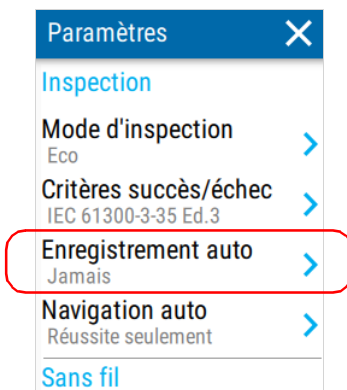 Paramètres
Inspection
Mode d'inspection
Eco
Critères succès/échec
IEC 61300-3-35 Ed.3
Enregistrement auto
Jamais
Navigation auto
Réussite seulement
Sans fil